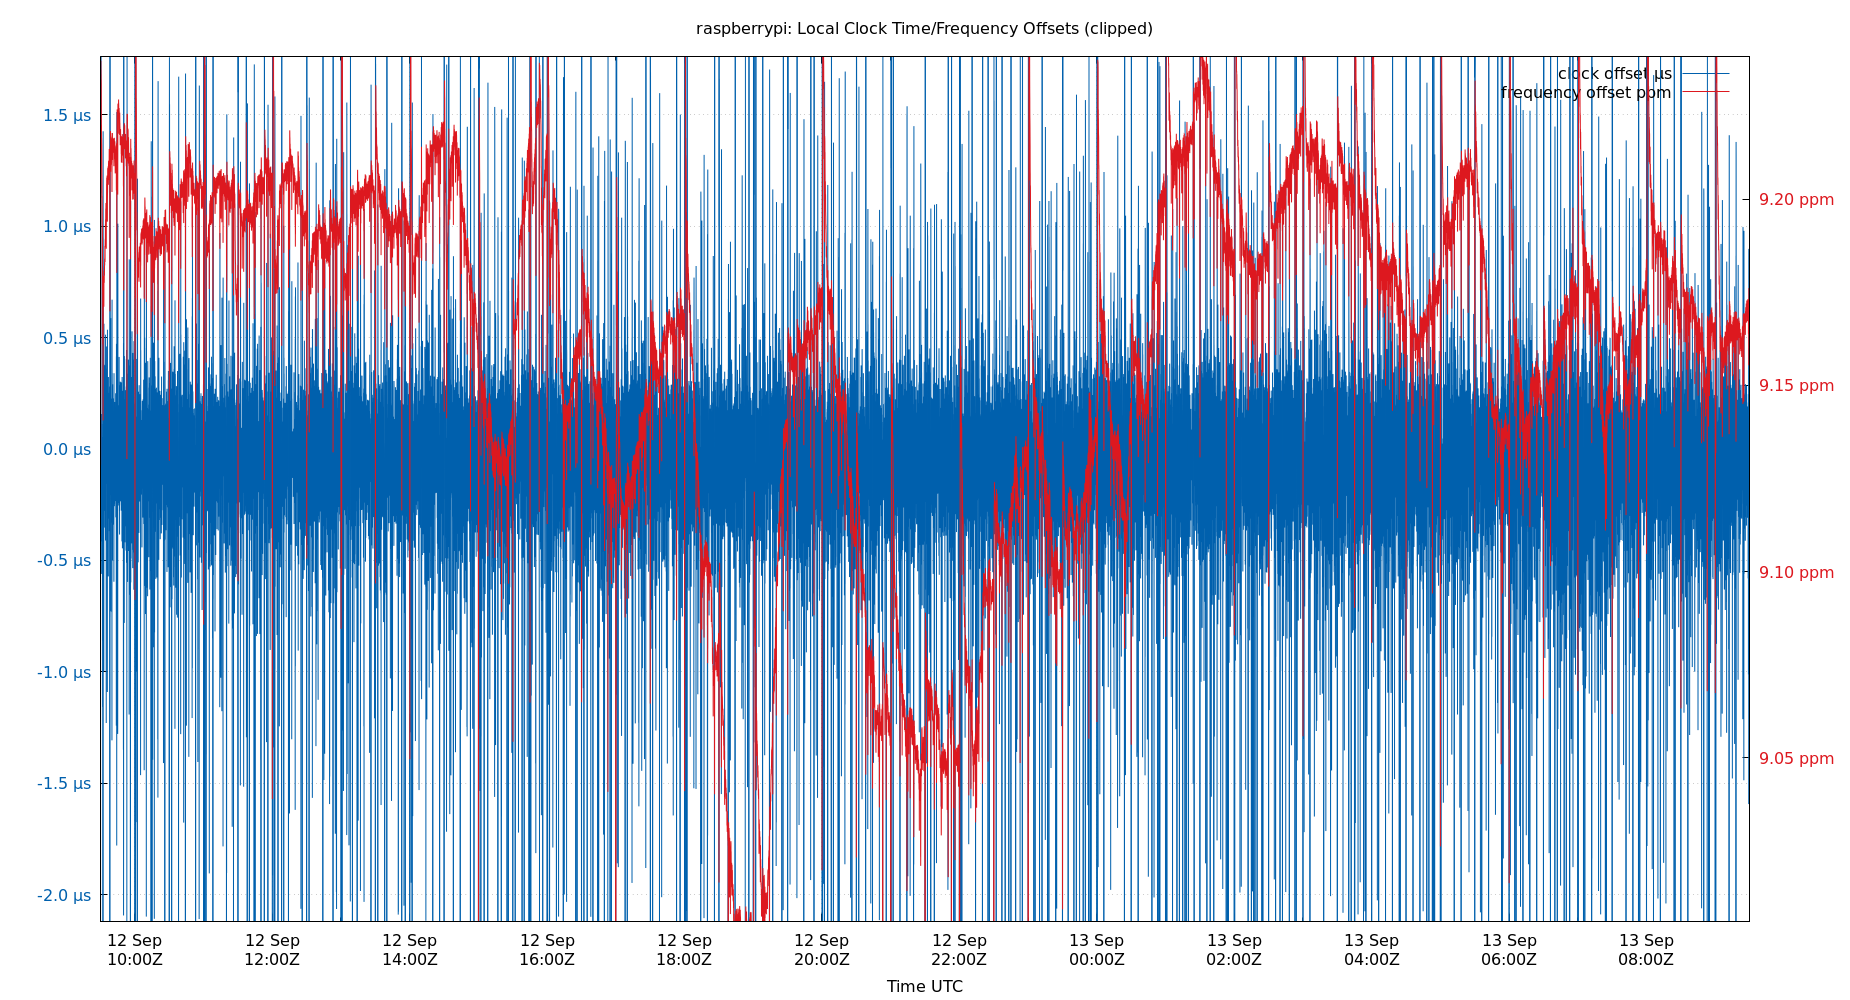 raspberrypi: Local Clock Time/Frequency Offsets (clipped)
clock offset µs
frequency offset ppm
1.5 µs
1.0 µs
0.5 µs
0.0 µs
-0.5 µs
-1.0 µs
-1.5 µs
-2.0 µs
9.20 ppm
9.15 ppm
9.10 ppm
9.05 ppm
12 Sep 12 Sep 12 Sep 12 Sep 12 Sep 12 Sep 12 Sep 13 Sep 13 Sep 13 Sep 13 Sep 13 Sep
10:00Z 12:00Z 14:00Z 16:00Z 18:00Z 20:00Z 22:00Z 00:00Z 02:00Z 04:00Z 06:00Z 08:00Z
Time UTC